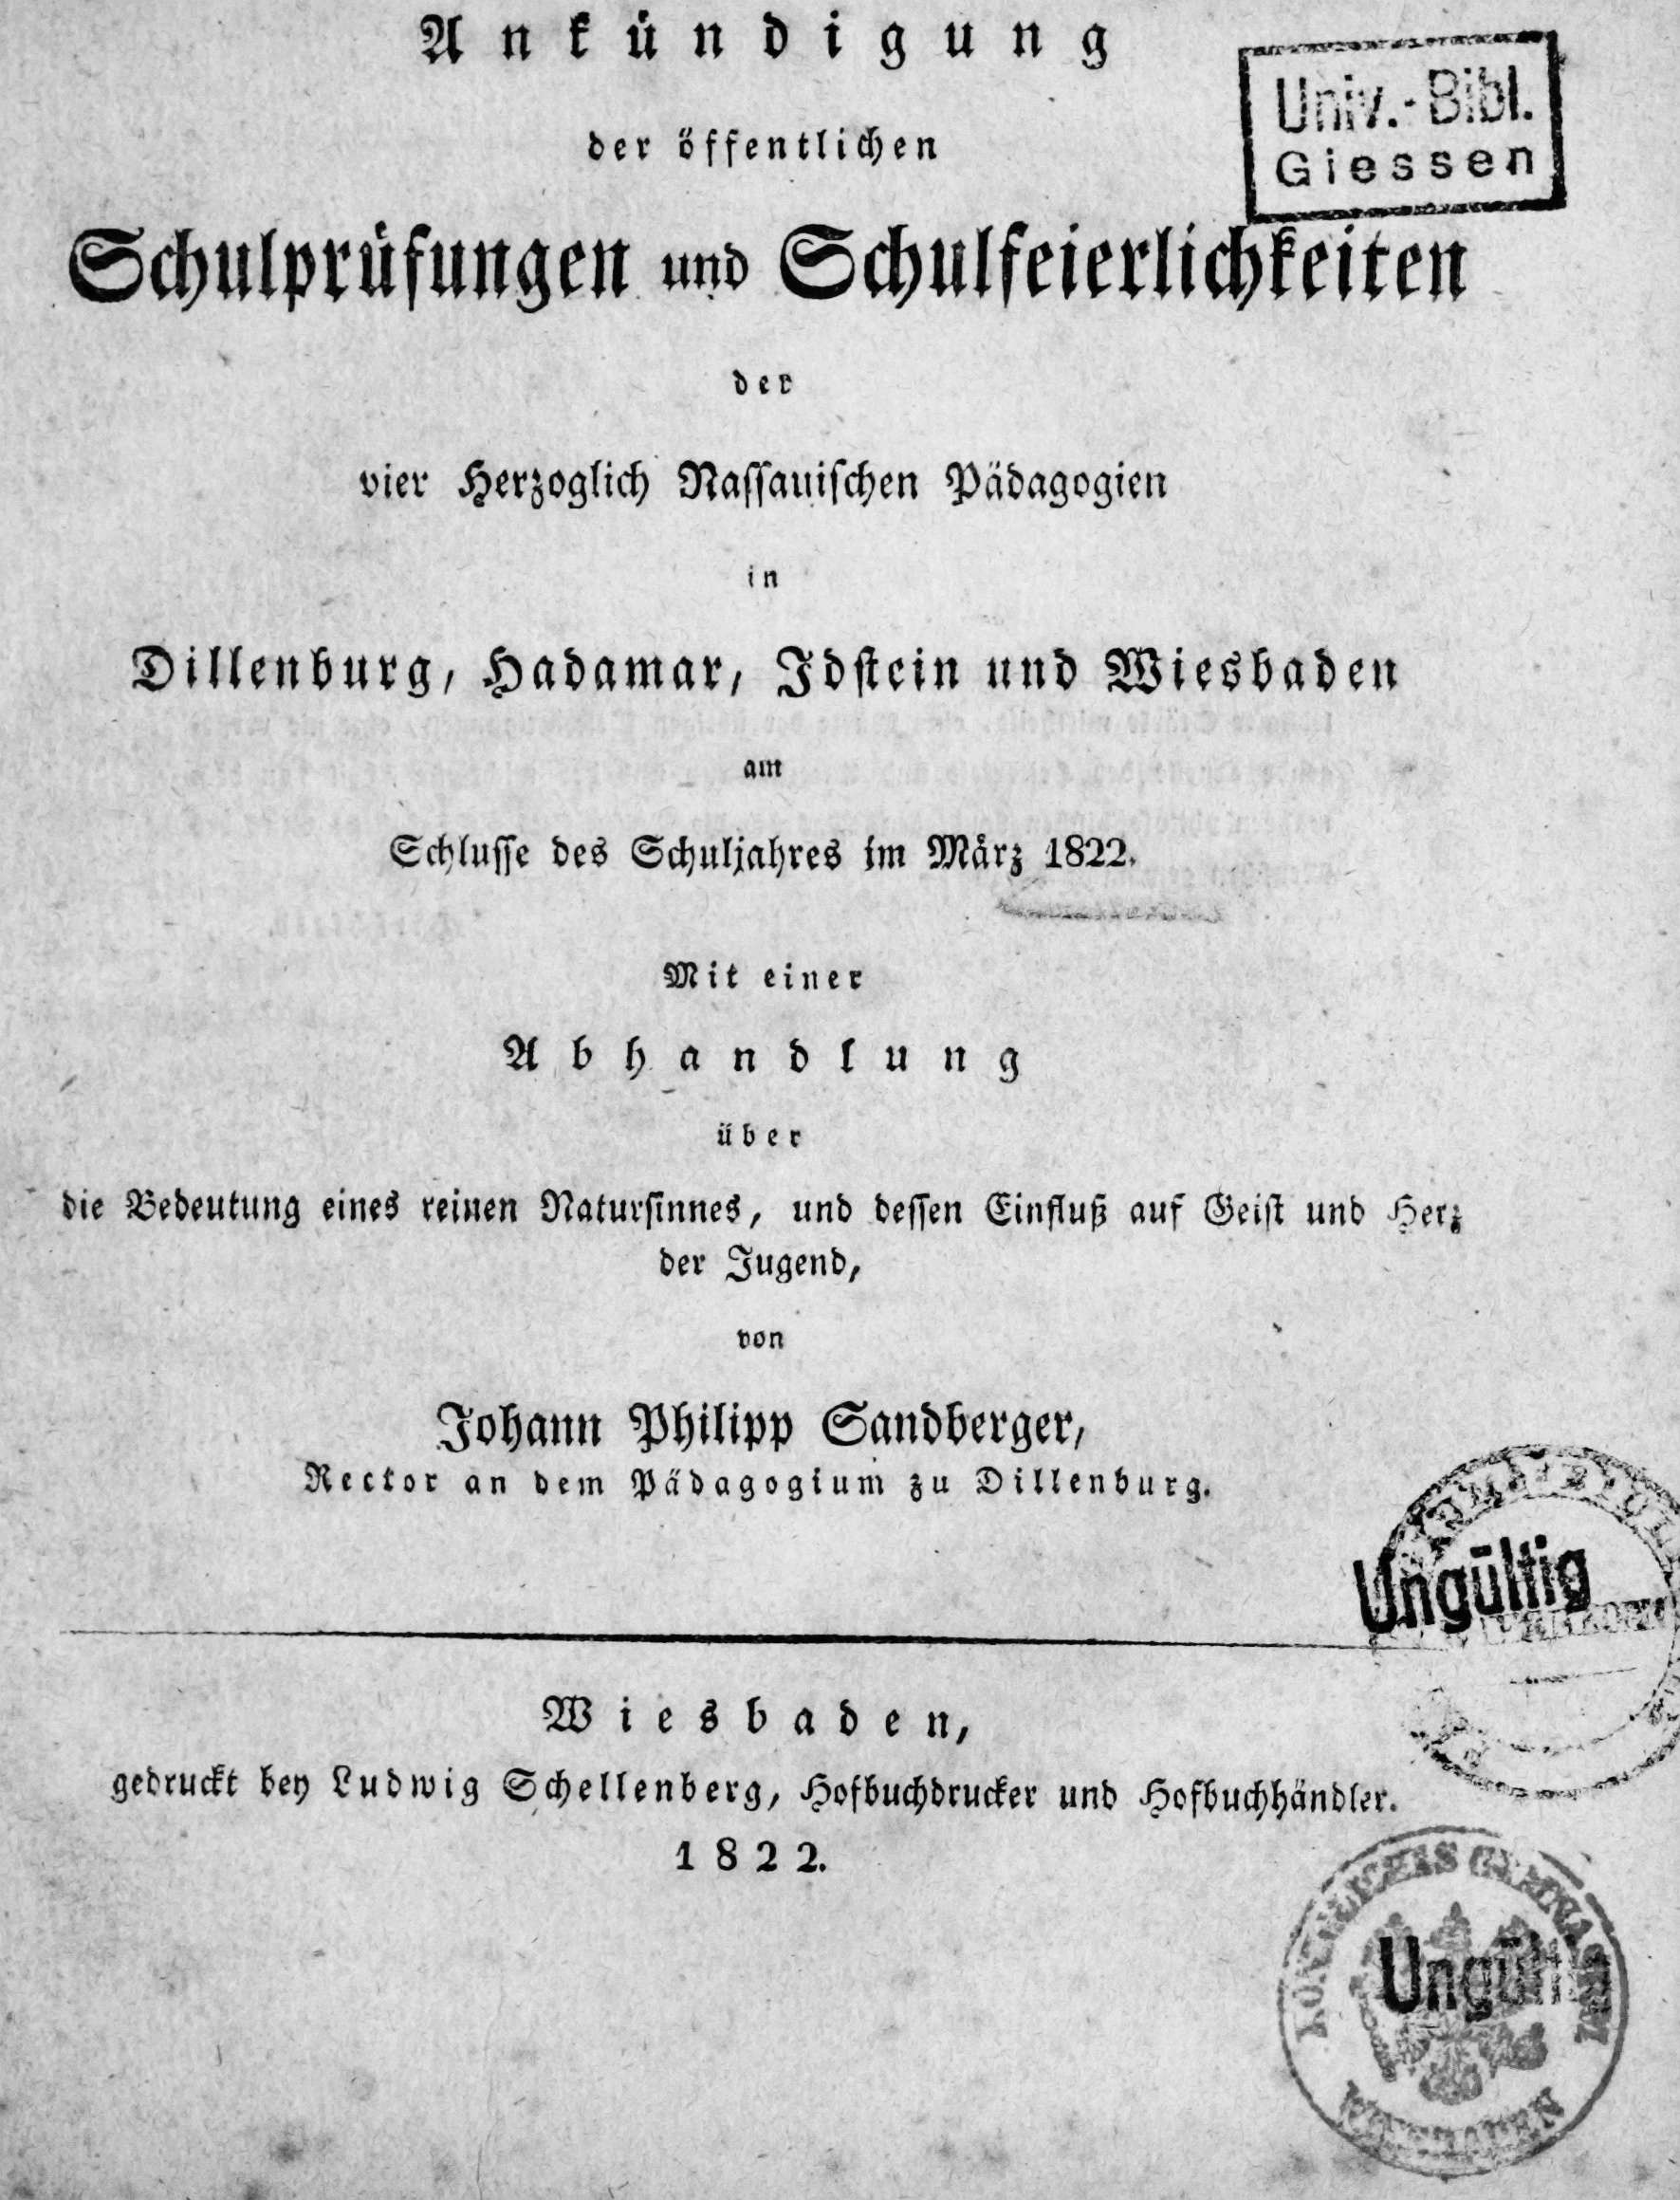 Ankündigung
Univ.-Bibl.
Giessen
der öffentlichen
Schulprüfungen und Schulfeierlichkeiten
der
vier Herzoglich Nassauischen Pädagogien
in
Dillenburg, Hadamar, Idstein und Wiesbaden
am
Schlusse des Schuljahres im März 1822.
Mit einer
Abhandlung
über
die Bedeutung eines reinen Natursinnes, und dessen Einfluß auf Geist und Herz
der Jugend,
von
Johann Philipp Sandberger,
Rector an dem Pädagogium zu Dillenburg.
Ungültig
Wiesbaden,
gedruckt bey Ludwig Schellenberg, Hofbuchdrucker und Hofbuchhändler.
1822.
KÖNIGLICHES GYMNASIUM
Ungültig
WIESBADEN